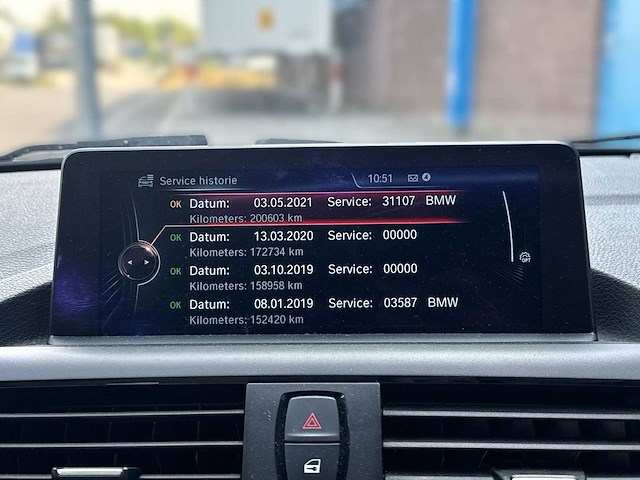 Service historie 10:51
OK Datum: 03.05.2021 Service: 31107 BMW
Kilometers: 200603 km
OK Datum: 13.03.2020 Service: 00000
Kilometers: 172734 km
OK Datum: 03.10.2019 Service: 00000
Kilometers: 158958 km
OK Datum: 08.01.2019 Service: 03587 BMW
Kilometers: 152420 km
OPT